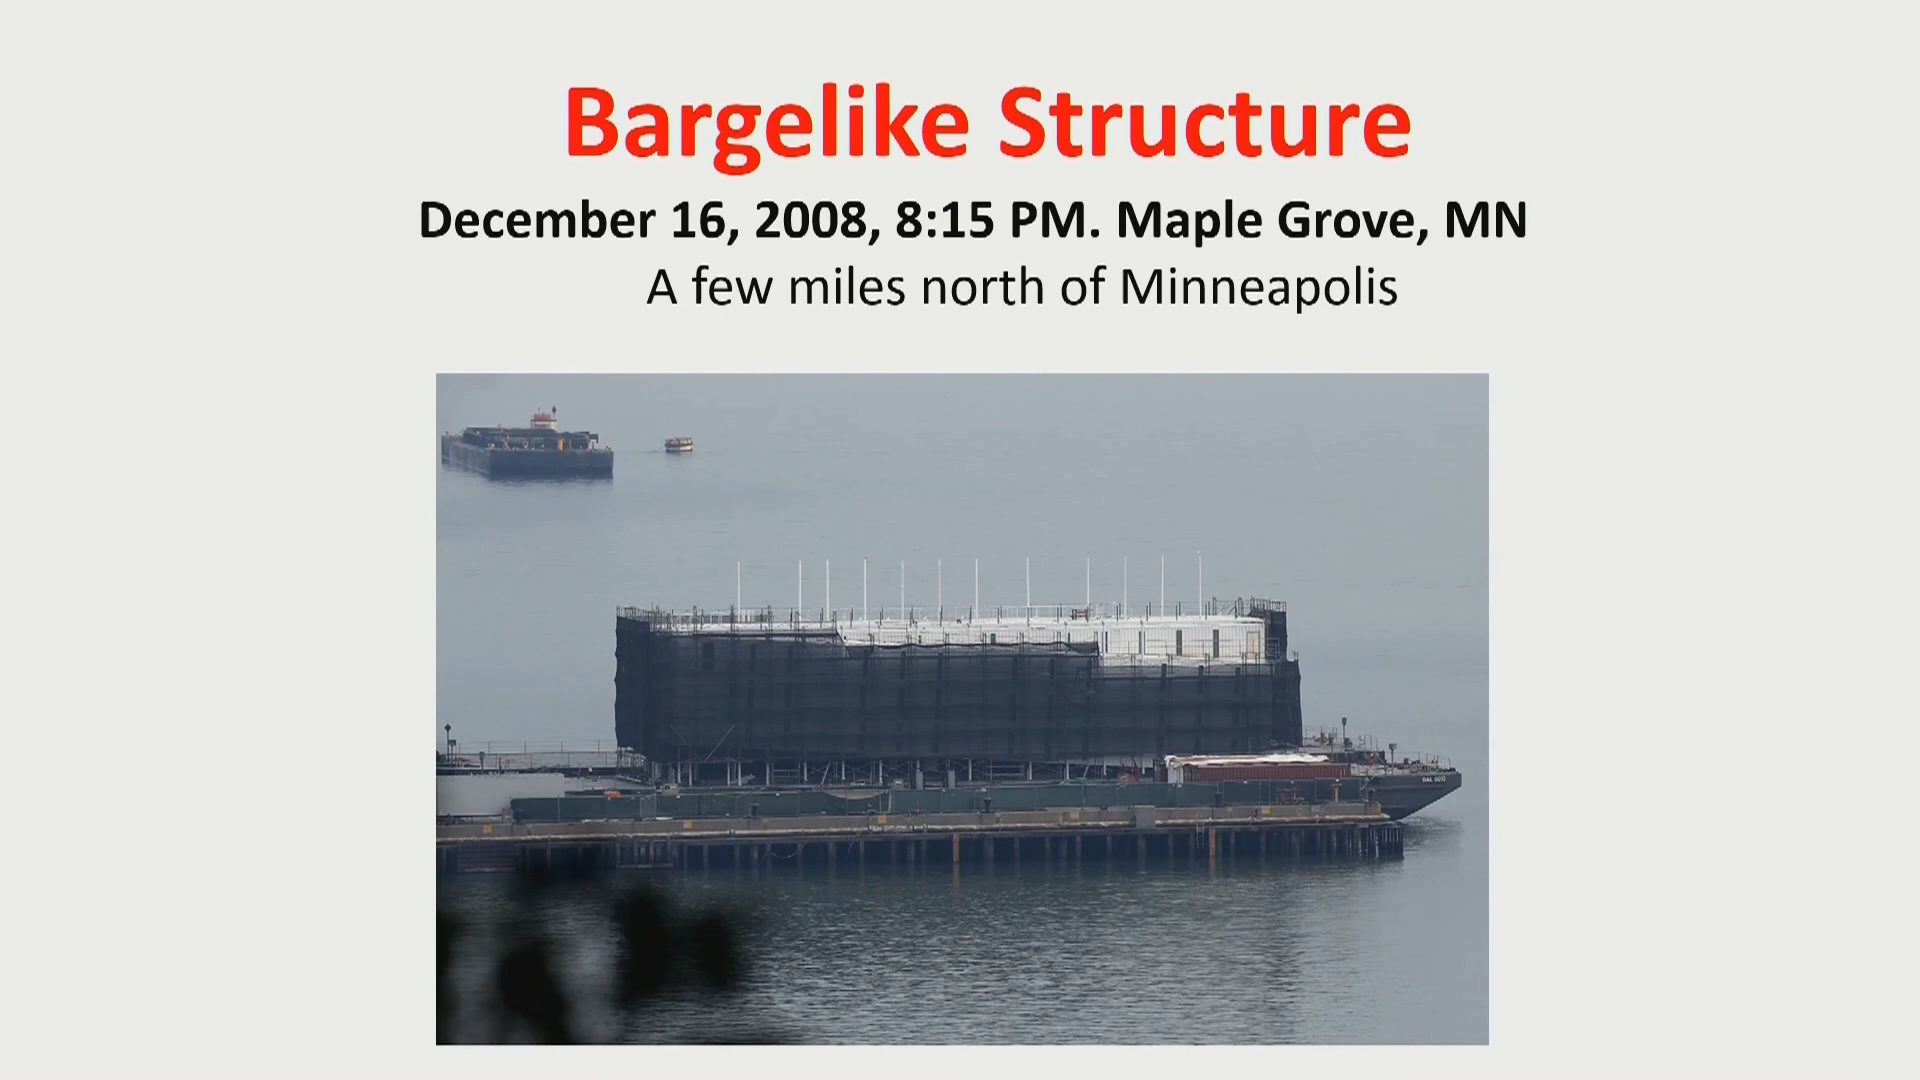 Bargelike Structure
December 16, 2008, 8:15 PM. Maple Grove, MN
A few miles north of Minneapolis